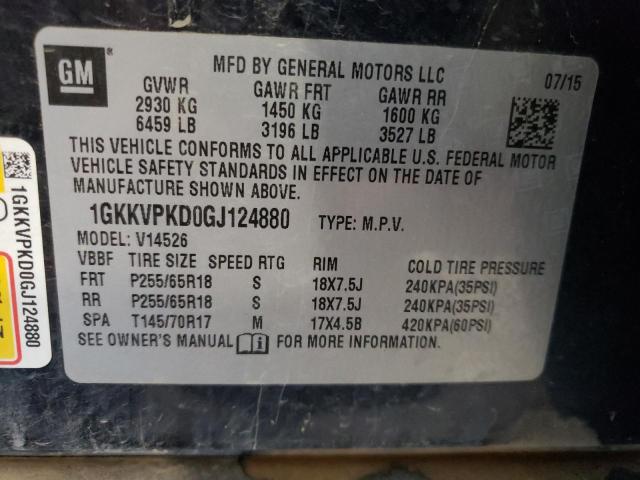 GM ®
MFD BY GENERAL MOTORS LLC
07/15
GVWR GAWR FRT GAWR RR
2930 KG 1450 KG 1600 KG
6459 LB 3196 LB 3527 LB
THIS VEHICLE CONFORMS TO ALL APPLICABLE U.S. FEDERAL MOTOR
VEHICLE SAFETY STANDARDS IN EFFECT ON THE DATE OF
MANUFACTURE SHOWN ABOVE.
1GKKVPKD0GJ124880 TYPE: M.P.V.
MODEL: V14526
VBBF TIRE SIZE SPEED RTG RIM COLD TIRE PRESSURE
FRT P255/65R18 S 18X7.5J 240KPA(35PSI)
RR P255/65R18 S 18X7.5J 240KPA(35PSI)
SPA T145/70R17 M 17X4.5B 420KPA(60PSI)
SEE OWNER'S MANUAL FOR MORE INFORMATION.
1GKKVPKD0GJ124880